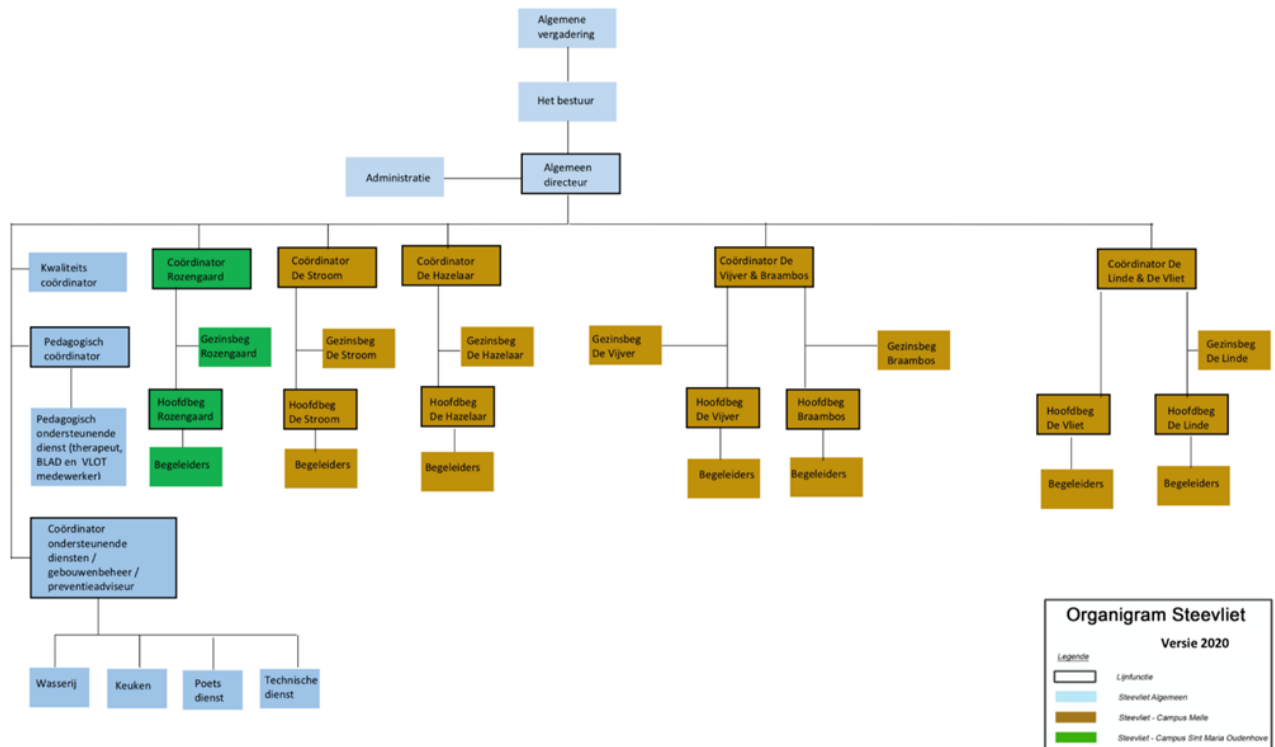 Algemene
vergadering
Het bestuur
Administratie
Algemeen
directeur
Kwaliteits
coördinator
Coördinator
Rozengaard
Coördinator
De Stroom
Coördinator
De Hazelaar
Coördinator De
Vijver & Braambos
Coördinator De
Linde & De Vliet
Pedagogisch
coördinator
Gezinsbeg
Rozengaard
Gezinsbeg
De Stroom
Gezinsbeg
De Hazelaar
Gezinsbeg
De Vijver
Gezinsbeg
Braambos
Gezinsbeg
De Linde
Pedagogisch
ondersteunende
dienst (therapeut,
BLAD en VLOT
medewerker)
Hoofdbeg
Rozengaard
Hoofdbeg
De Stroom
Hoofdbeg
De Hazelaar
Hoofdbeg
De Vijver
Hoofdbeg
Braambos
Hoofdbeg
De Vliet
Hoofdbeg
De Linde
Begeleiders
Begeleiders
Begeleiders
Begeleiders
Begeleiders
Begeleiders
Begeleiders
Coördinator
ondersteunende
diensten /
gebouwenbeheer /
preventieadviseur
Wasserij
Keuken
Poets
dienst
Technische
dienst
Organigram Steevliet
Versie 2020
Legende
Lijnfunctie
Steevliet Algemeen
Steevliet - Campus Melle
Steevliet - Campus Sint Maria Oudenhove